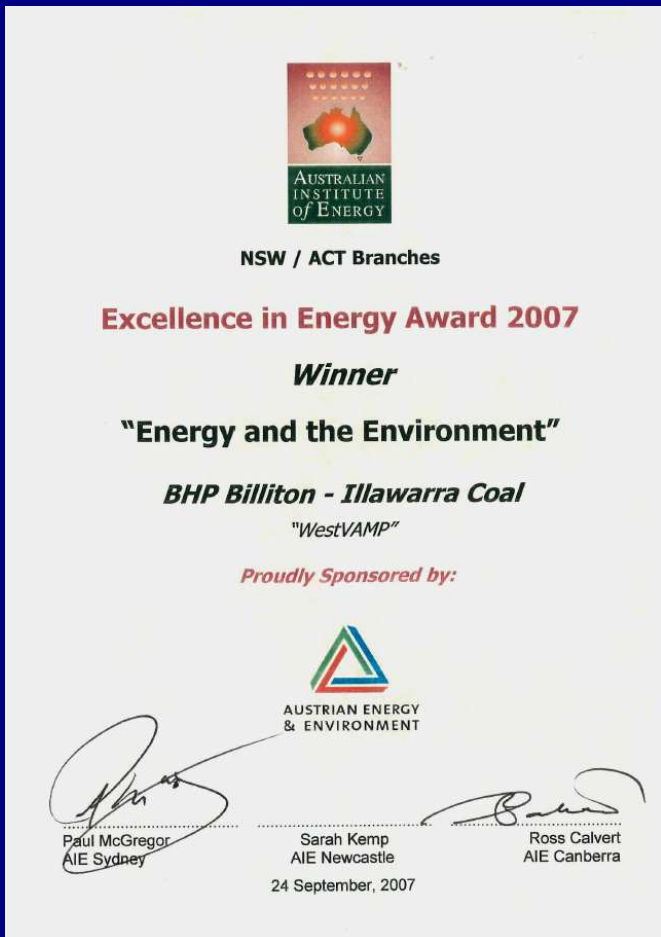 AUSTRALIAN
INSTITUTE
of ENERGY
NSW / ACT Branches
Excellence in Energy Award 2007
Winner
“Energy and the Environment”
BHP Billiton - Illawarra Coal
“WestVAMP”
Proudly Sponsored by:
AUSTRIAN ENERGY
& ENVIRONMENT
Paul McGregor
AIE Sydney
Sarah Kemp
AIE Newcastle
Ross Calvert
AIE Canberra
24 September, 2007